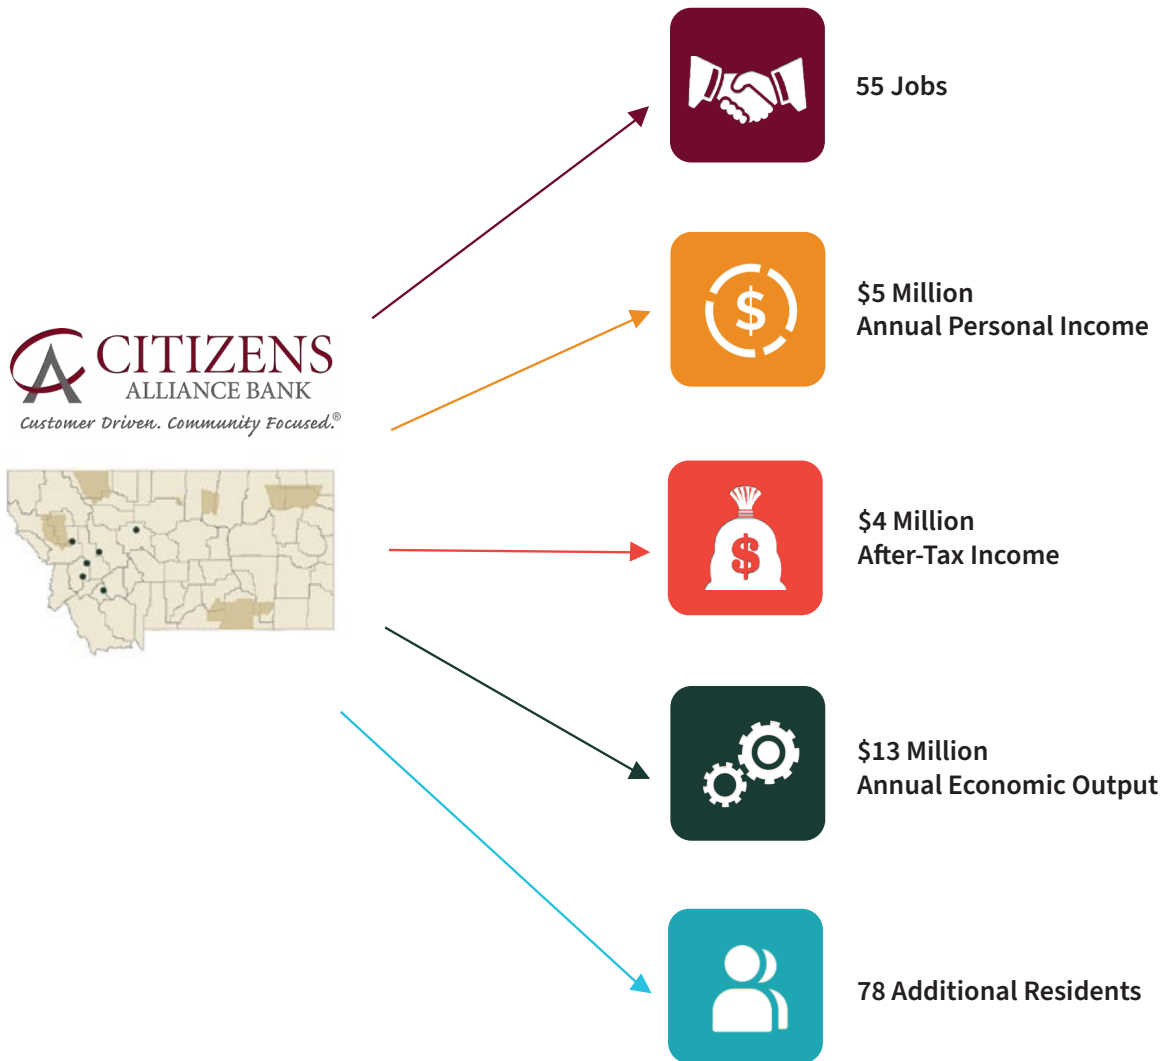 55 Jobs
$
$5 Million
Annual Personal Income
CITIZENS
ALLIANCE BANK
Customer Driven. Community Focused.®
$
$4 Million
After-Tax Income
$13 Million
Annual Economic Output
78 Additional Residents